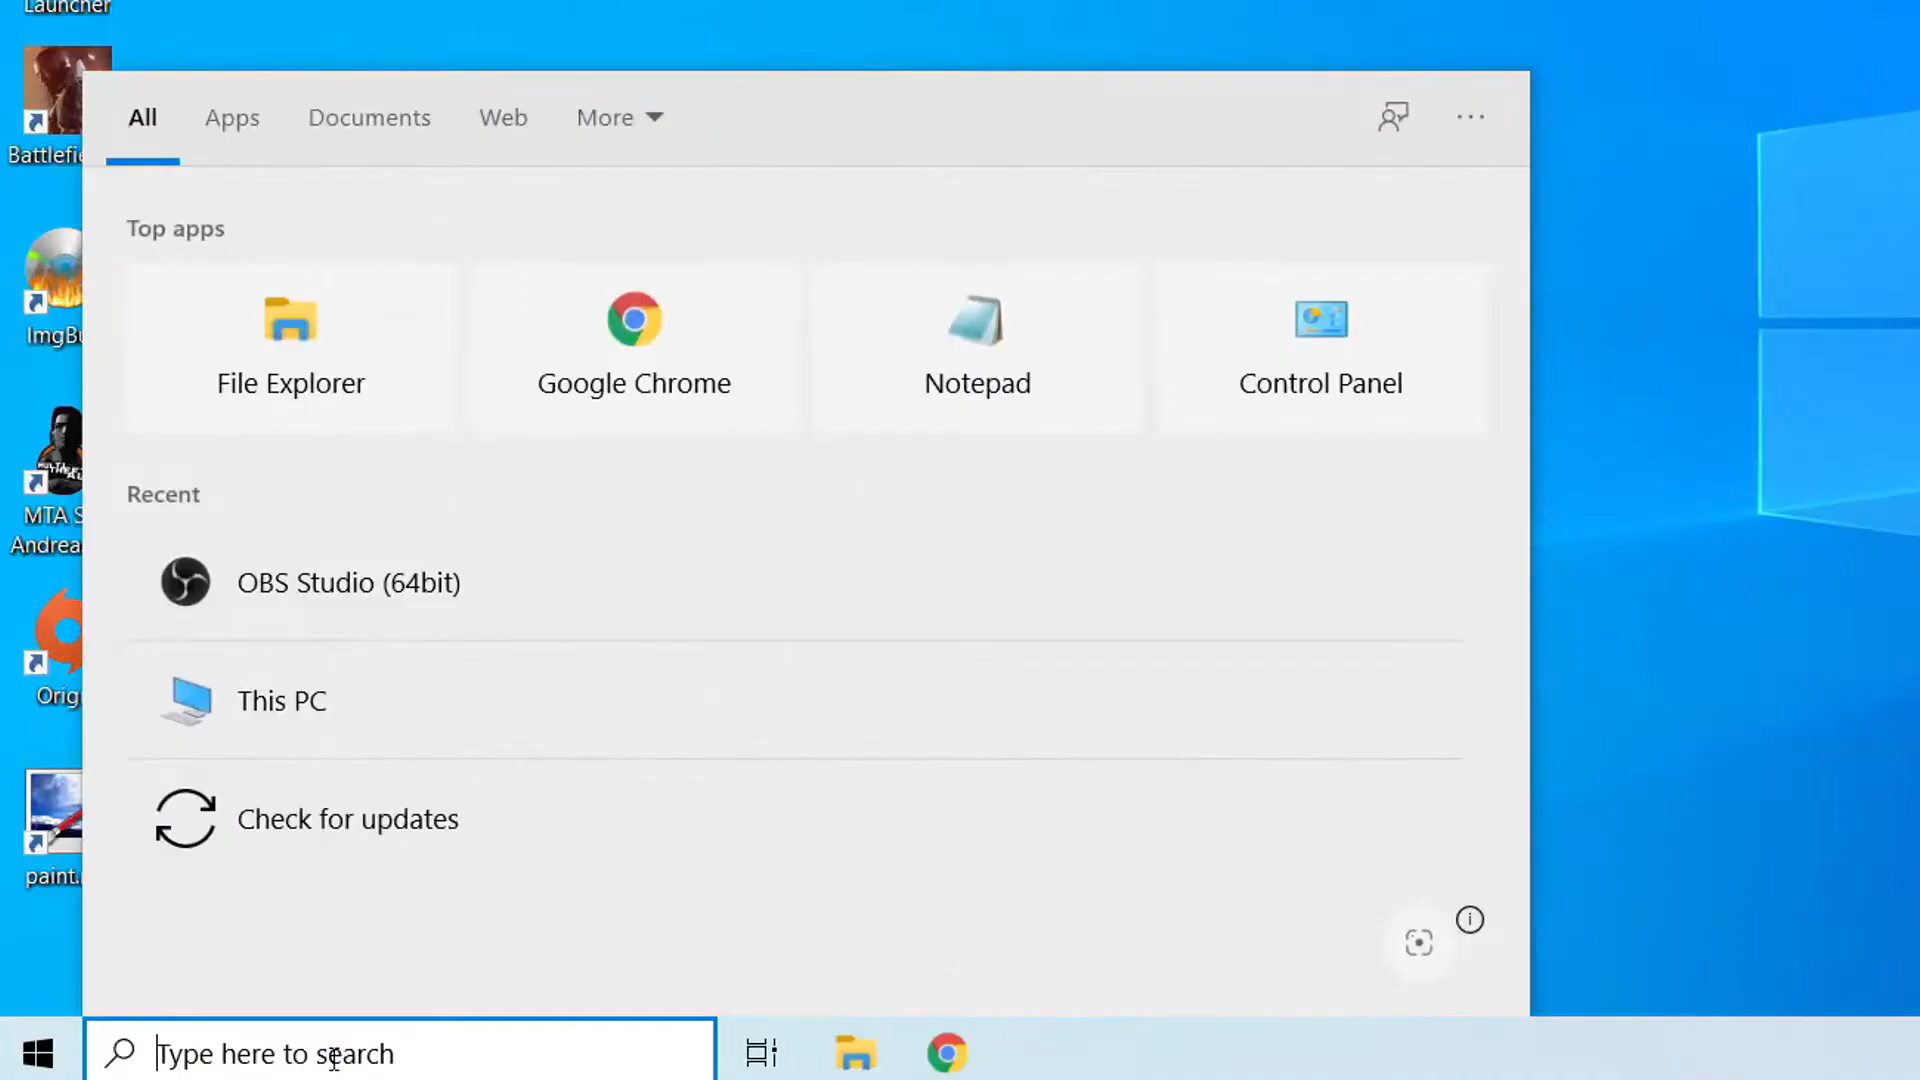 Launcher
All Apps Documents Web More
Top apps
File Explorer Google Chrome Notepad Control Panel
Recent
OBS Studio (64bit)
This PC
Check for updates
Battlefie
ImgBu
MTA S
Andrea
Orig
paint.
Type here to search